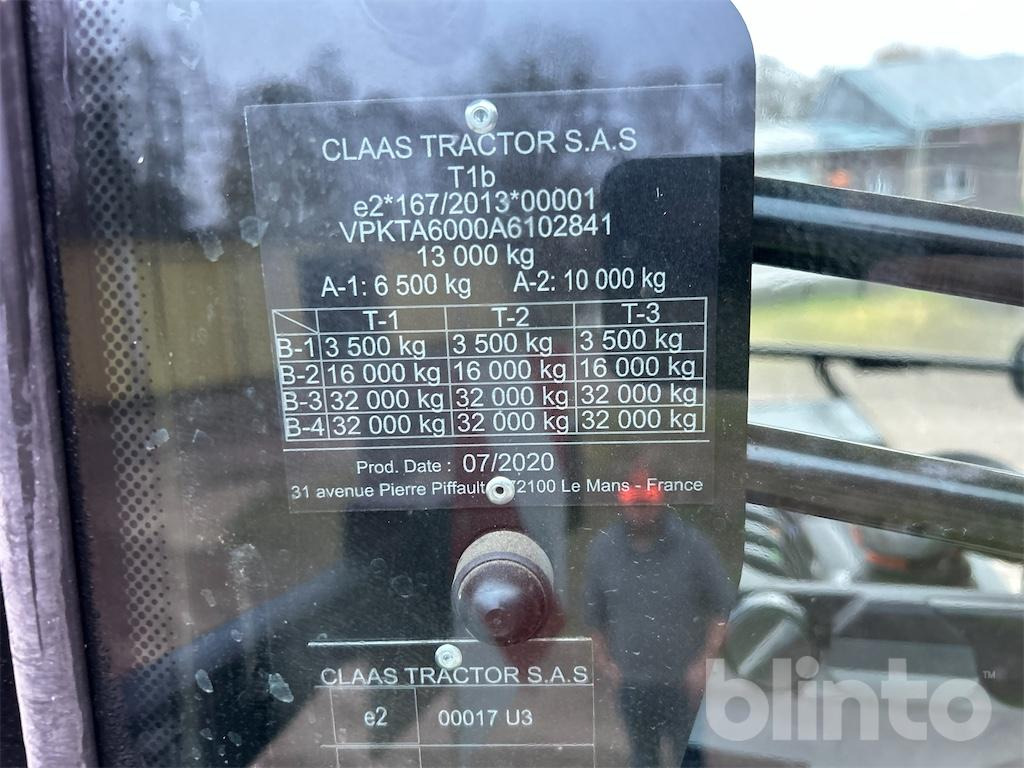 CLAAS TRACTOR S.A.S
T1b
e2*167/2013*00001
VPKTA6000A6102841
13 000 kg
A-1: 6 500 kg A-2: 10 000 kg
T-1 T-2 T-3
B-1 3 500 kg 3 500 kg 3 500 kg
B-2 16 000 kg 16 000 kg 16 000 kg
B-3 32 000 kg 32 000 kg 32 000 kg
B-4 32 000 kg 32 000 kg 32 000 kg
Prod. Date : 07/2020
31 avenue Pierre Piffault 72100 Le Mans - France
CLAAS TRACTOR S.A.S
e2 00017 U3
blinto™